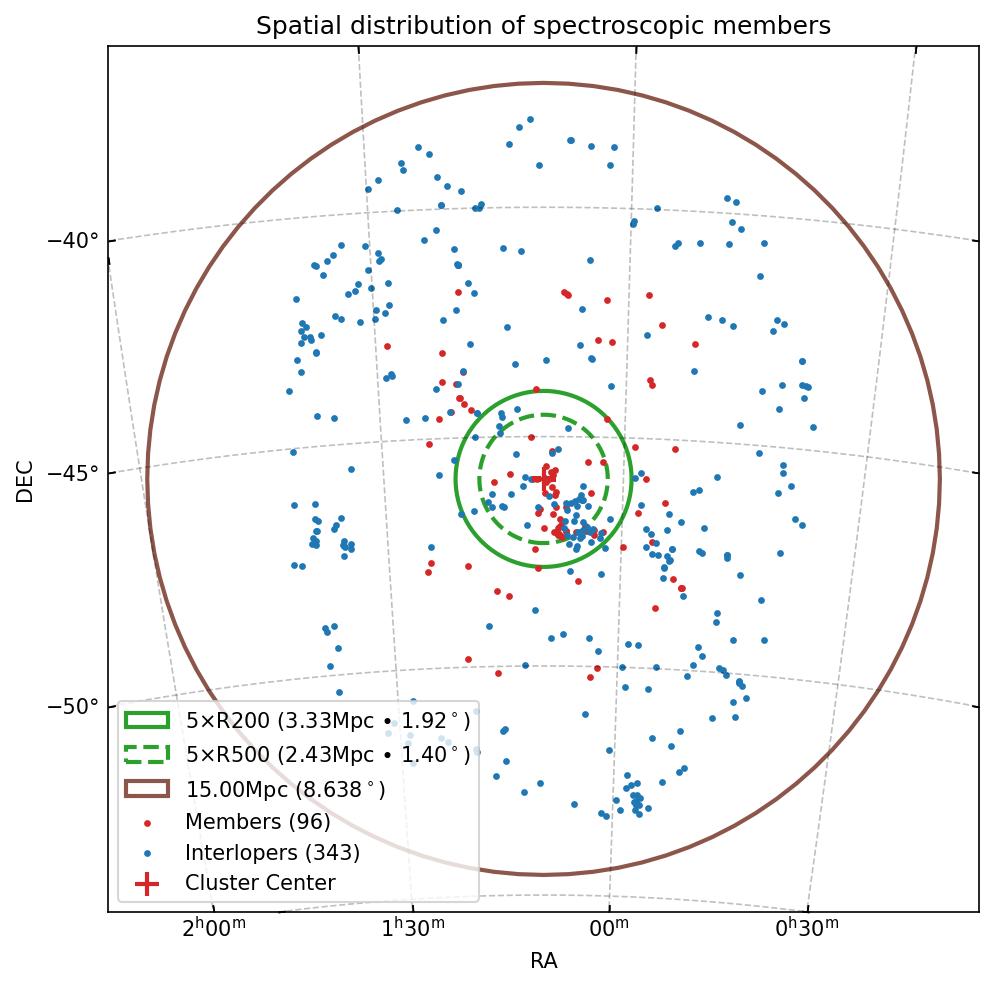 Spatial distribution of spectroscopic members
−40°
−45°
−50°
DEC
5×R200 (3.33Mpc • 1.92°)
5×R500 (2.43Mpc • 1.40°)
15.00Mpc (8.638°)
Members (96)
Interlopers (343)
Cluster Center
2ʰ00ᵐ 1ʰ30ᵐ 00ᵐ 0ʰ30ᵐ
RA